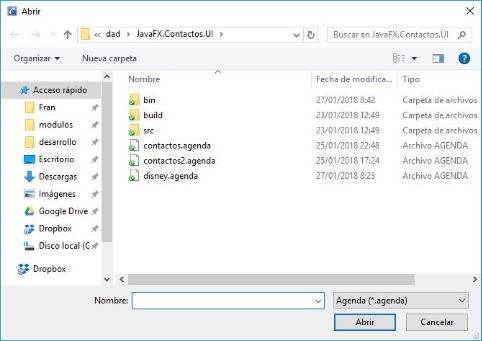 Abrir
« dad > JavaFX.Contactos.UI >
Buscar en JavaFX.Contactos.UI
Organizar
Nueva carpeta
Acceso rápido
Fran
modulos
desarrollo
Escritorio
Descargas
Imágenes
Google Drive
Dropbox
Disco local (C
Dropbox
Nombre Fecha de modifica... Tipo
bin 27/01/2018 8:42 Carpeta de archivos
build 23/01/2018 12:49 Carpeta de archivos
src 23/01/2018 12:49 Carpeta de archivos
contactos.agenda 25/01/2018 22:48 Archivo AGENDA
contactos2.agenda 25/01/2018 17:24 Archivo AGENDA
disney.agenda 27/01/2018 8:23 Archivo AGENDA
Nombre:
Agenda (*.agenda)
Abrir
Cancelar